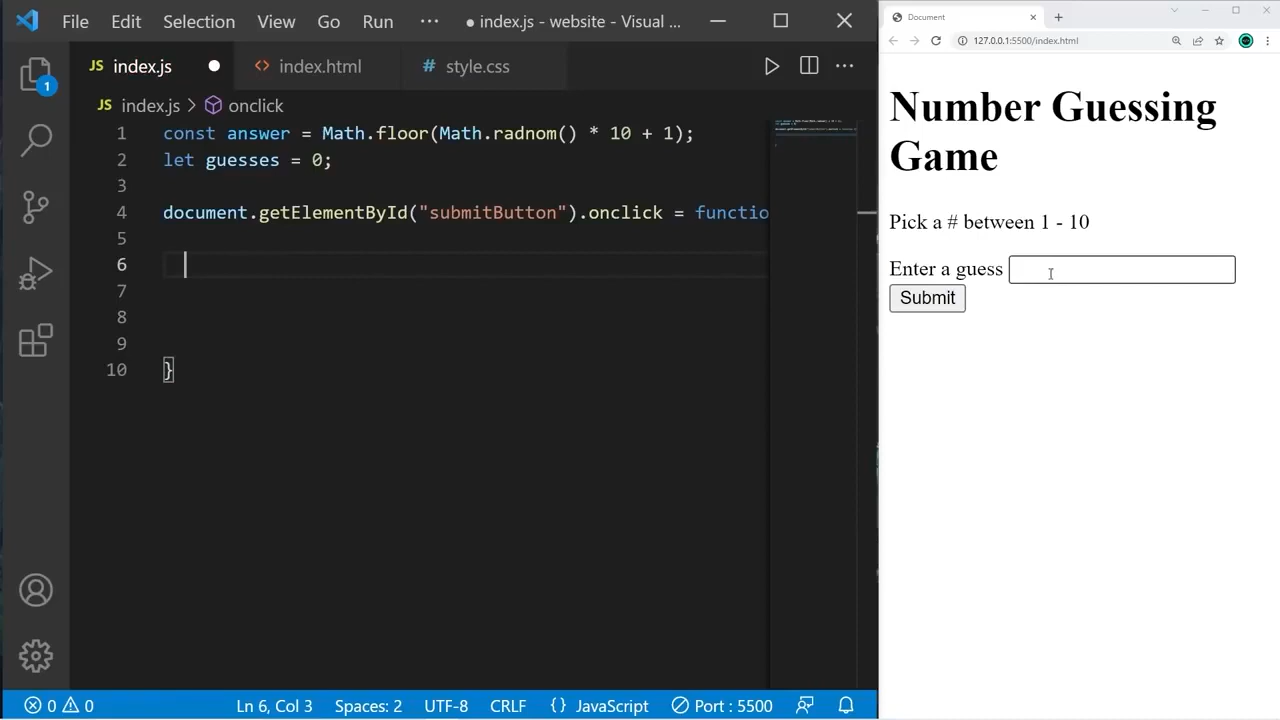 File Edit Selection View Go Run ··· ● index.js - website - Visual ...
JS index.js ● <> index.html # style.css
JS index.js > onclick
1 const answer = Math.floor(Math.radnom() * 10 + 1);
2 let guesses = 0;
3
4 document.getElementById("submitButton").onclick = functio
5
6
7
8
9
10 }
1
0 0 Ln 6, Col 3 Spaces: 2 UTF-8 CRLF {} JavaScript Port : 5500
Document
127.0.0.1:5500/index.html
Number Guessing
Game
Pick a # between 1 - 10
Enter a guess
Submit